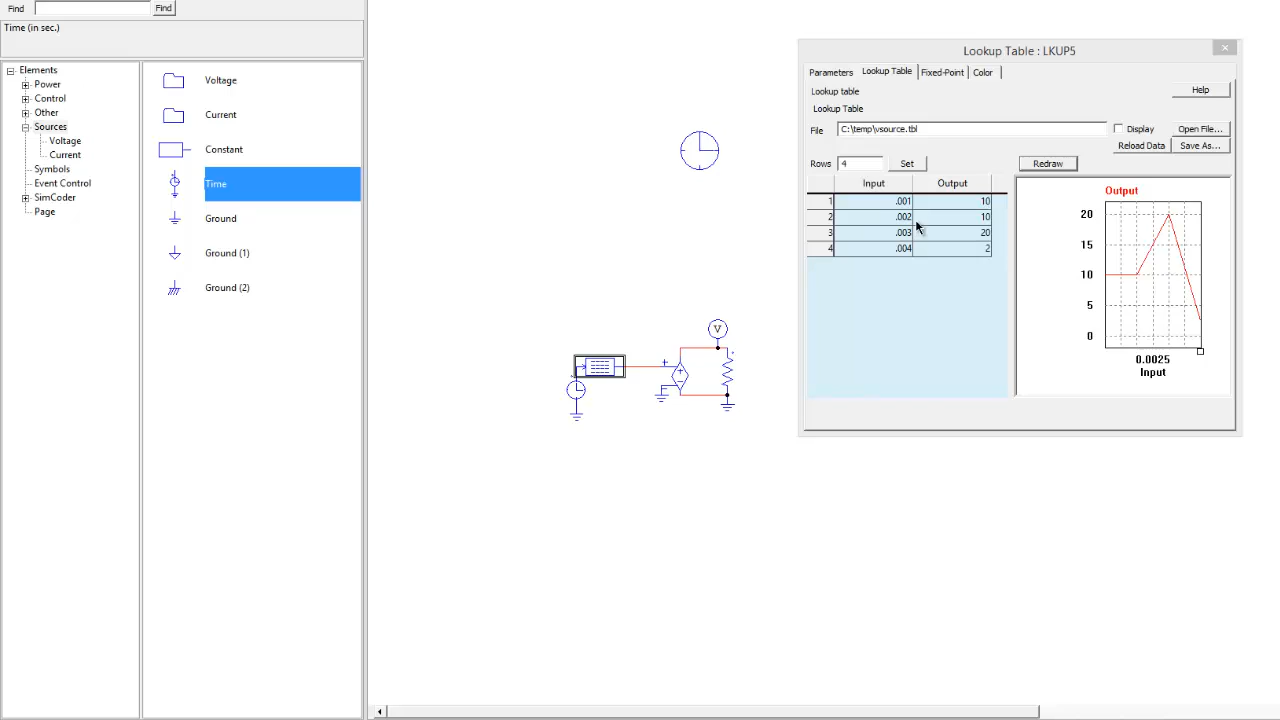 Find
Find
Time (in sec.)
Elements
Power
Control
Other
Sources
Voltage
Current
Symbols
Event Control
SimCoder
Page
Voltage
Current
Constant
Time
Ground
Ground (1)
Ground (2)
V
Lookup Table : LKUP5
Parameters Lookup Table Fixed-Point Color
Lookup table
Help
Lookup Table
File C:\temp\vsource.tbl Display Open File...
Reload Data Save As...
Rows 4 Set Redraw
Input Output
1 .001 10
2 .002 10
3 .003 20
4 .004 2
Output
20
15
10
5
0
0.0025
Input